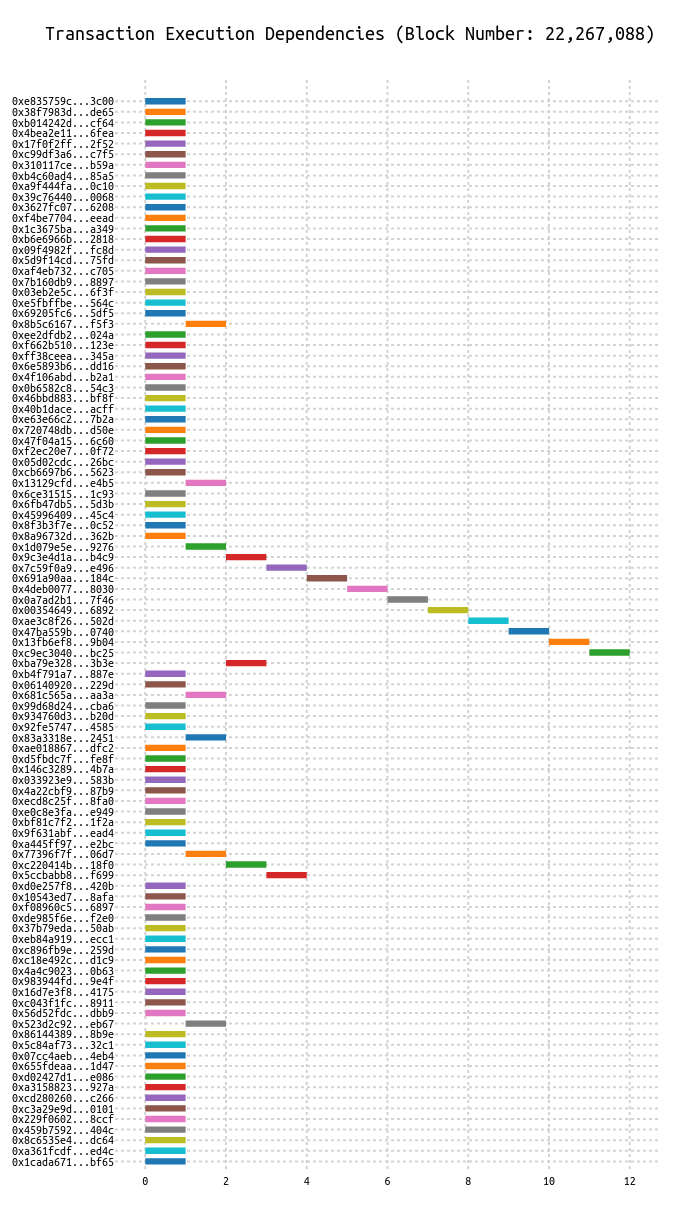 Transaction Execution Dependencies (Block Number: 22,267,088)
0xe835759c...3c00
0x38f7983d...de65
0xb014242d...cf64
0x4bea2e11...6fea
0x17f0f2ff...2f52
0xc99df3a6...c7f5
0x310117ce...b59a
0xb4c60ad4...85a5
0xa9f444fa...0c10
0x39c76440...0068
0x3627fc07...6208
0xf4be7704...eead
0x1c3675ba...a349
0xb6e6966b...2818
0x09f4982f...fc8d
0x5d9f14cd...75fd
0xaf4eb732...c705
0x7b160db9...8897
0x03eb2e5c...6f3f
0xe5fbffbe...564c
0x69205fc6...5df5
0x8b5c6167...f5f3
0xee2dfdb2...024a
0xf662b510...123e
0xff38ceea...345a
0x6e5893b6...dd16
0x4f106abd...b2a1
0x0b6582c8...54c3
0x46bbd883...bf8f
0x40b1dace...acff
0xe63e66c2...7b2a
0x720748db...d50e
0x47f04a15...6c60
0xf2ec20e7...0f72
0x05d02cdc...26bc
0xcb6697b6...5623
0x13129cfd...e4b5
0x6ce31515...1c93
0x6fb47db5...5d3b
0x45996409...45c4
0x8f3b3f7e...0c52
0x8a96732d...362b
0x1d079e5e...9276
0x9c3e4d1a...b4c9
0x7c59f0a9...e496
0x691a90aa...184c
0x4deb0077...8030
0x0a7ad2b1...7f46
0x00354649...6892
0xae3c8f26...502d
0x47ba559b...0740
0x13fb6ef8...9b04
0xc9ec3040...bc25
0xba79e328...3b3e
0xb4f791a7...887e
0x06140920...229d
0x681c565a...aa3a
0x99d68d24...cba6
0x934760d3...b20d
0x92fe5747...4585
0x83a3318e...2451
0xae018867...dfc2
0xd5fbdc7f...fe8f
0x146c3289...4b7a
0x033923e9...583b
0x4a22cbf9...87b9
0xecd8c25f...8fa0
0xe0c8e3fa...e949
0xbf81c7f2...1f2a
0x9f631abf...ead4
0xa445ff97...e2bc
0x77396f7f...06d7
0xc220414b...18f0
0x5ccbabb8...f699
0xd0e257f8...420b
0x10543ed7...8afa
0xf08960c5...6897
0xde985f6e...f2e0
0x37b79eda...50ab
0xeb84a919...ecc1
0xc896fb9e...259d
0xc18e492c...d1c9
0x4a4c9023...0b63
0x983944fd...9e4f
0x16d7e3f8...4175
0xc043f1fc...8911
0x56d52fdc...dbb9
0x523d2c92...eb67
0x86144389...8b9e
0x5c84af73...32c1
0x07cc4aeb...4eb4
0x655fdeaa...1d47
0xd02427d1...e086
0xa3158823...927a
0xcd280260...c266
0xc3a29e9d...0101
0x229f0602...8ccf
0x459b7592...404c
0x8c6535e4...dc64
0xa361fcdf...ed4c
0x1cada671...bf65
0 2 4 6 8 10 12